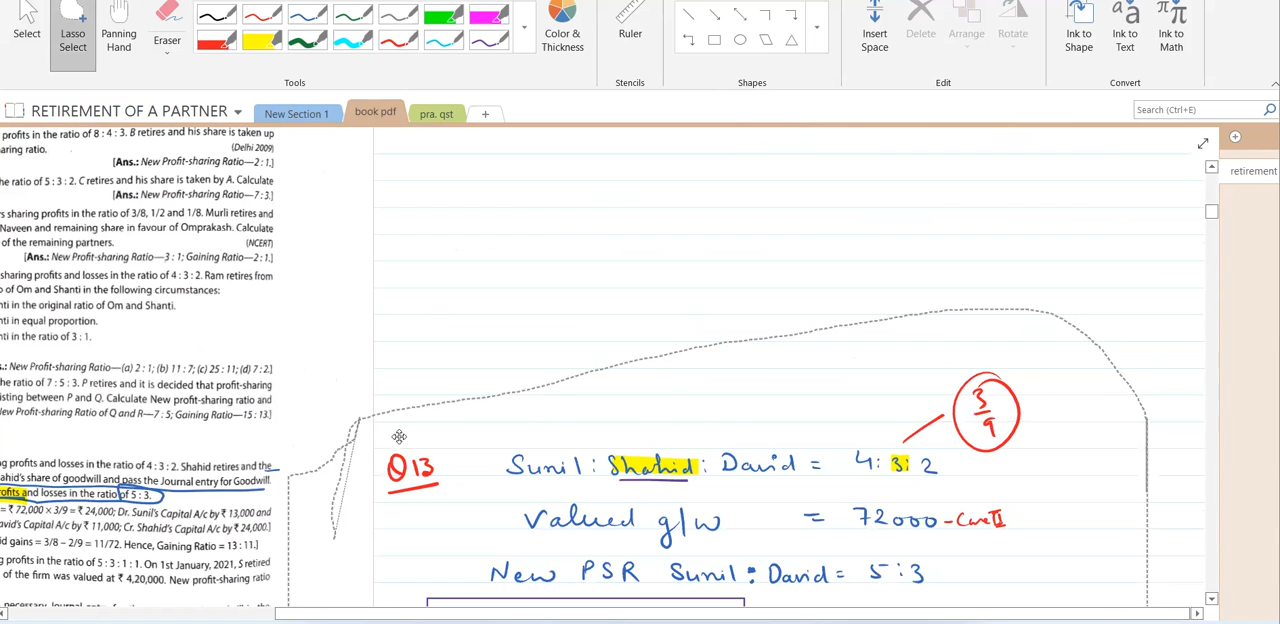 Select
Lasso
Select
Panning
Hand
Eraser
Color &
Thickness
Ruler
Insert
Space
Delete
Arrange
Rotate
Ink to
Shape
Ink to
Text
Ink to
Math
Tools
Stencils
Shapes
Edit
Convert
RETIREMENT OF A PARTNER
New Section 1
book pdf
pra. qst
+
Search (Ctrl+E)
retirement
profits in the ratio of 8 : 4 : 3. B retires and his share is taken up
aring ratio.
(Delhi 2009)
[Ans.: New Profit-sharing Ratio—2 : 1.]
the ratio of 5 : 3 : 2. C retires and his share is taken by A. Calculate
[Ans.: New Profit-sharing Ratio—7 : 3.]
rs sharing profits in the ratio of 3/8, 1/2 and 1/8. Murli retires and
Naveen and remaining share in favour of Omprakash. Calculate
of the remaining partners.
(NCERT)
[Ans.: New Profit-sharing Ratio—3 : 1; Gaining Ratio—2 : 1.]
sharing profits and losses in the ratio of 4 : 3 : 2. Ram retires from
o of Om and Shanti in the following circumstances:
nti in the original ratio of Om and Shanti.
nti in equal proportion.
nti in the ratio of 3 : 1.
s.: New Profit-sharing Ratio—(a) 2 : 1; (b) 11 : 7; (c) 25 : 11; (d) 7 : 2.]
he ratio of 7 : 5 : 3. P retires and it is decided that profit-sharing
xisting between P and Q. Calculate New profit-sharing ratio and
New Profit-sharing Ratio of Q and R—7 : 5; Gaining Ratio—15 : 13.]
ng profits and losses in the ratio of 4 : 3 : 2. Shahid retires and the
ahid's share of goodwill and pass the Journal entry for Goodwill.
rofits and losses in the ratio of 5 : 3.
= ₹ 72,000 × 3/9 = ₹ 24,000; Dr. Sunil's Capital A/c by ₹ 13,000 and
avid's Capital A/c by ₹ 11,000; Cr. Shahid's Capital A/c by ₹ 24,000.]
id gains = 3/8 – 2/9 = 11/72. Hence, Gaining Ratio = 13 : 11.]
g profits in the ratio of 5 : 3 : 1 : 1. On 1st January, 2021, S retired
of the firm was valued at ₹ 4,20,000. New profit-sharing ratio
necessary Journal entry for
3
9
Q13
Sunil : Shahid : David = 4 : 3 : 2
Valued g/w = 72000 - Case II
New PSR Sunil : David = 5 : 3